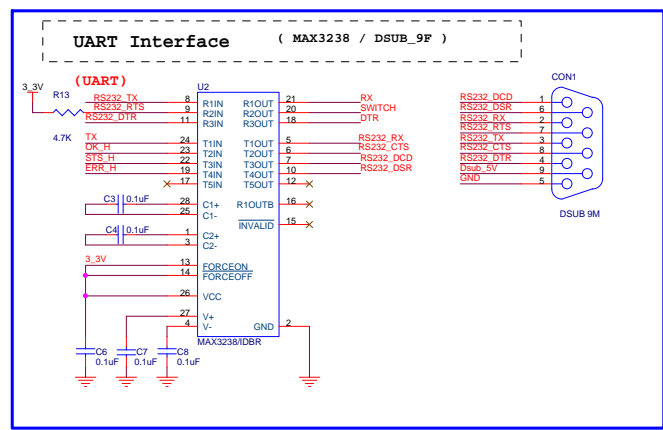 UART Interface ( MAX3238 / DSUB_9F )
(UART)
3_3V
R13
4.7K
U2
RS232_TX 8 R1IN R1OUT 21 RX
RS232_RTS 9 R2IN R2OUT 20 SWITCH
RS232_DTR 11 R3IN R3OUT 18 DTR
TX 24 T1IN T1OUT 5 RS232_RX
OK_H 23 T2IN T2OUT 6 RS232_CTS
STS_H 22 T3IN T3OUT 7 RS232_DCD
ERR_H 19 T4IN T4OUT 10 RS232_DSR
17 T5IN T5OUT 12
C3 0.1uF 28 C1+ R1OUTB 16
25 C1-
INVALID 15
C4 0.1uF 1 C2+
3 C2-
3_3V 13 FORCEON
14 FORCEOFF
26 VCC
27 V+
4 V- GND 2
MAX3238/IDBR
C6 C7 C8
0.1uF 0.1uF 0.1uF
CON1
RS232_DCD 1
RS232_DSR 6
RS232_RX 2
RS232_RTS 7
RS232_TX 3
RS232_CTS 8
RS232_DTR 4
Dsub_5V 9
GND 5
DSUB 9M